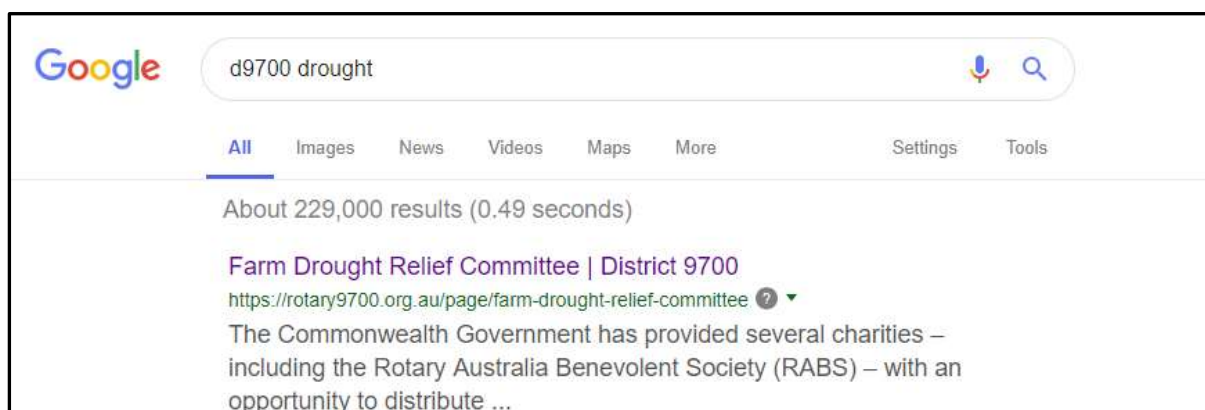 Google
d9700 drought
All Images News Videos Maps More Settings Tools
About 229,000 results (0.49 seconds)
Farm Drought Relief Committee | District 9700
https://rotary9700.org.au/page/farm-drought-relief-committee ?
The Commonwealth Government has provided several charities –
including the Rotary Australia Benevolent Society (RABS) – with an
opportunity to distribute ...